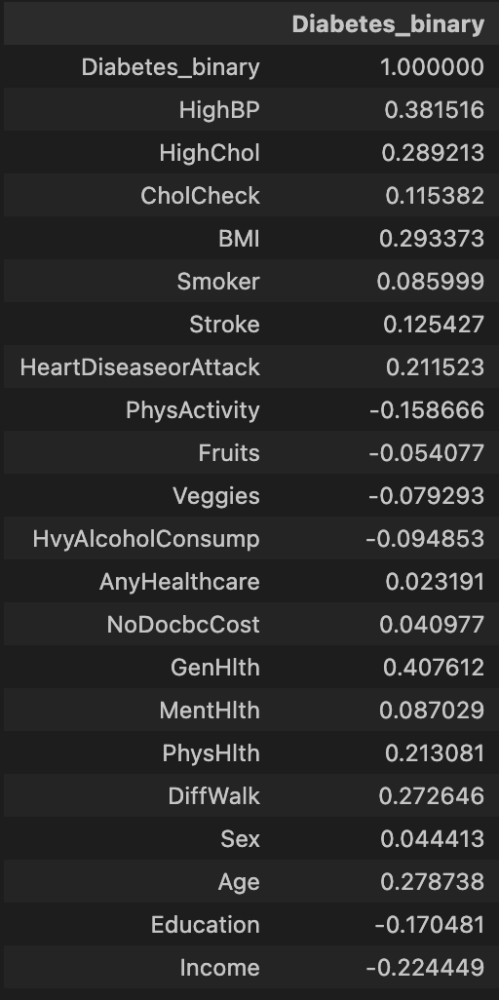 Diabetes_binary
Diabetes_binary 1.000000
HighBP 0.381516
HighChol 0.289213
CholCheck 0.115382
BMI 0.293373
Smoker 0.085999
Stroke 0.125427
HeartDiseaseorAttack 0.211523
PhysActivity -0.158666
Fruits -0.054077
Veggies -0.079293
HvyAlcoholConsump -0.094853
AnyHealthcare 0.023191
NoDocbcCost 0.040977
GenHlth 0.407612
MentHlth 0.087029
PhysHlth 0.213081
DiffWalk 0.272646
Sex 0.044413
Age 0.278738
Education -0.170481
Income -0.224449